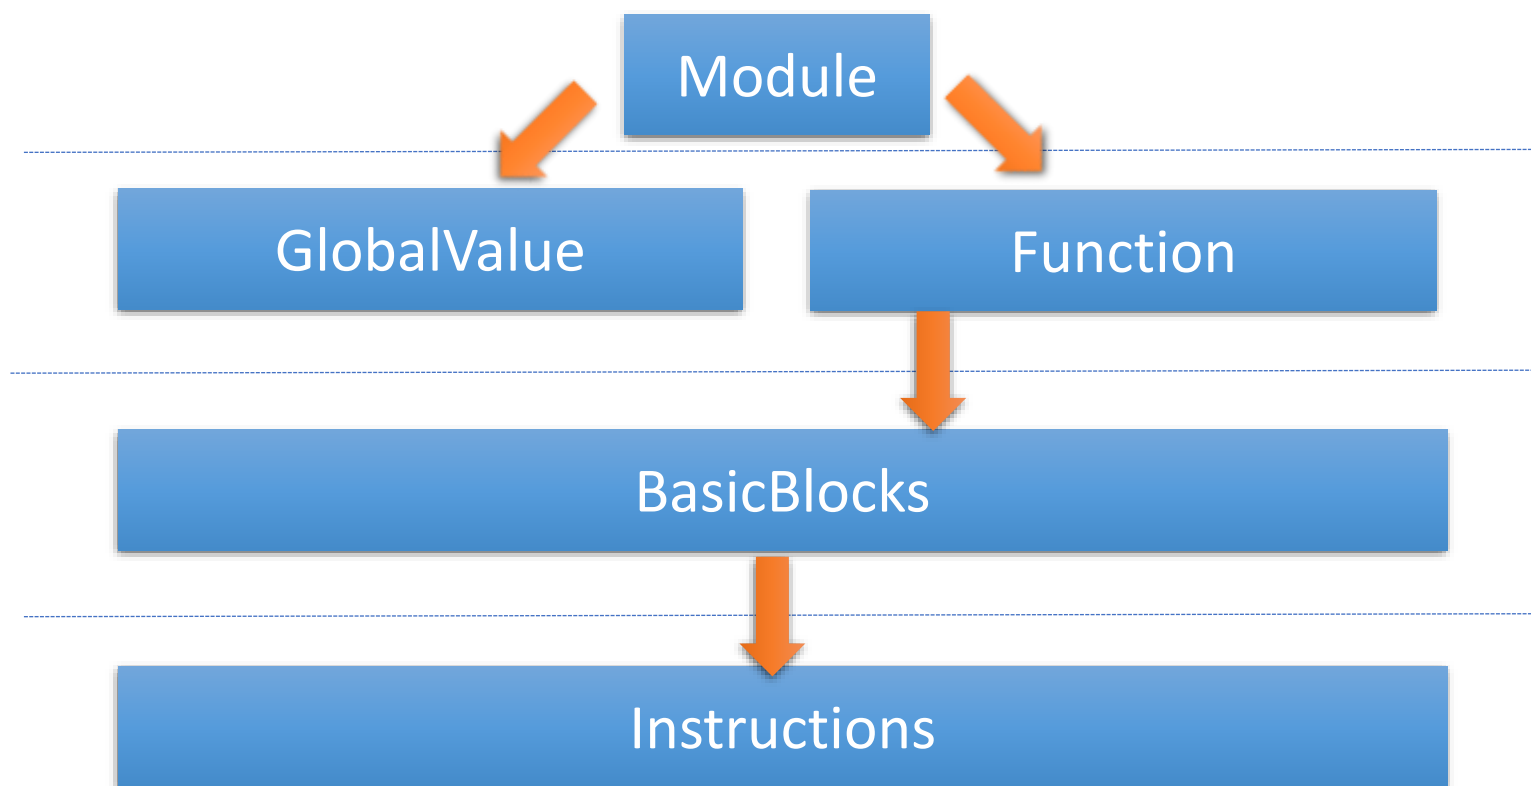 Module
GlobalValue
Function
BasicBlocks
Instructions